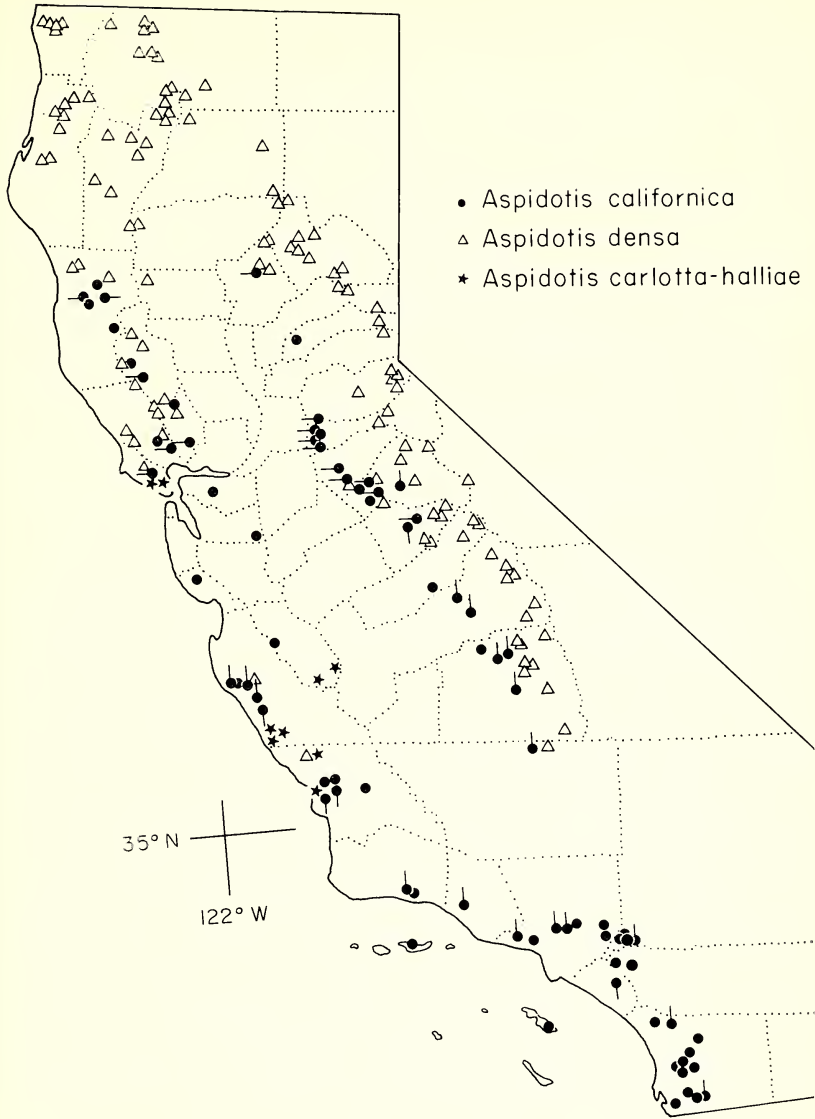 ● Aspidotis californica
△ Aspidotis densa
★ Aspidotis carlotta-halliae
35° N
122° W